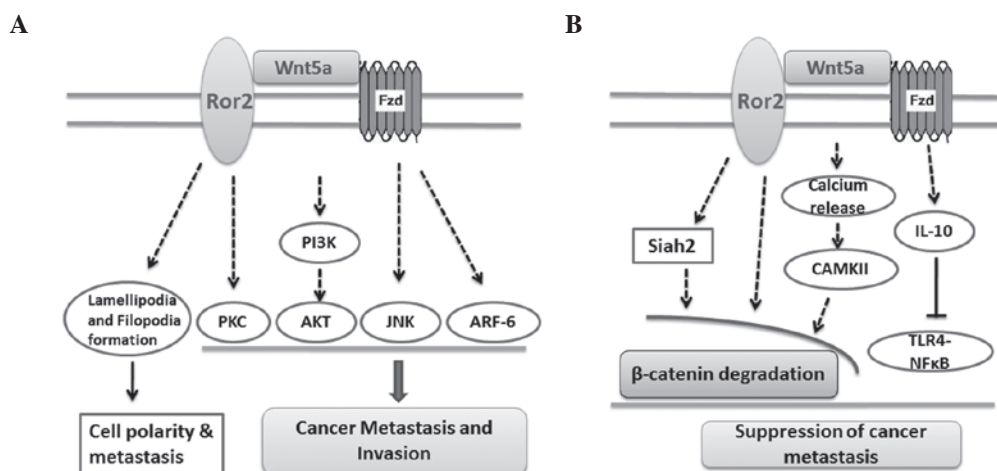 A
Wnt5a
Ror2
Fzd
PI3K
Lamellipodia
and Filopodia
formation
PKC
AKT
JNK
ARF-6
Cell polarity &
metastasis
Cancer Metastasis and
Invasion
B
Wnt5a
Ror2
Fzd
Calcium
release
Siah2
IL-10
CAMKII
TLR4-
NFκB
β-catenin degradation
Suppression of cancer
metastasis